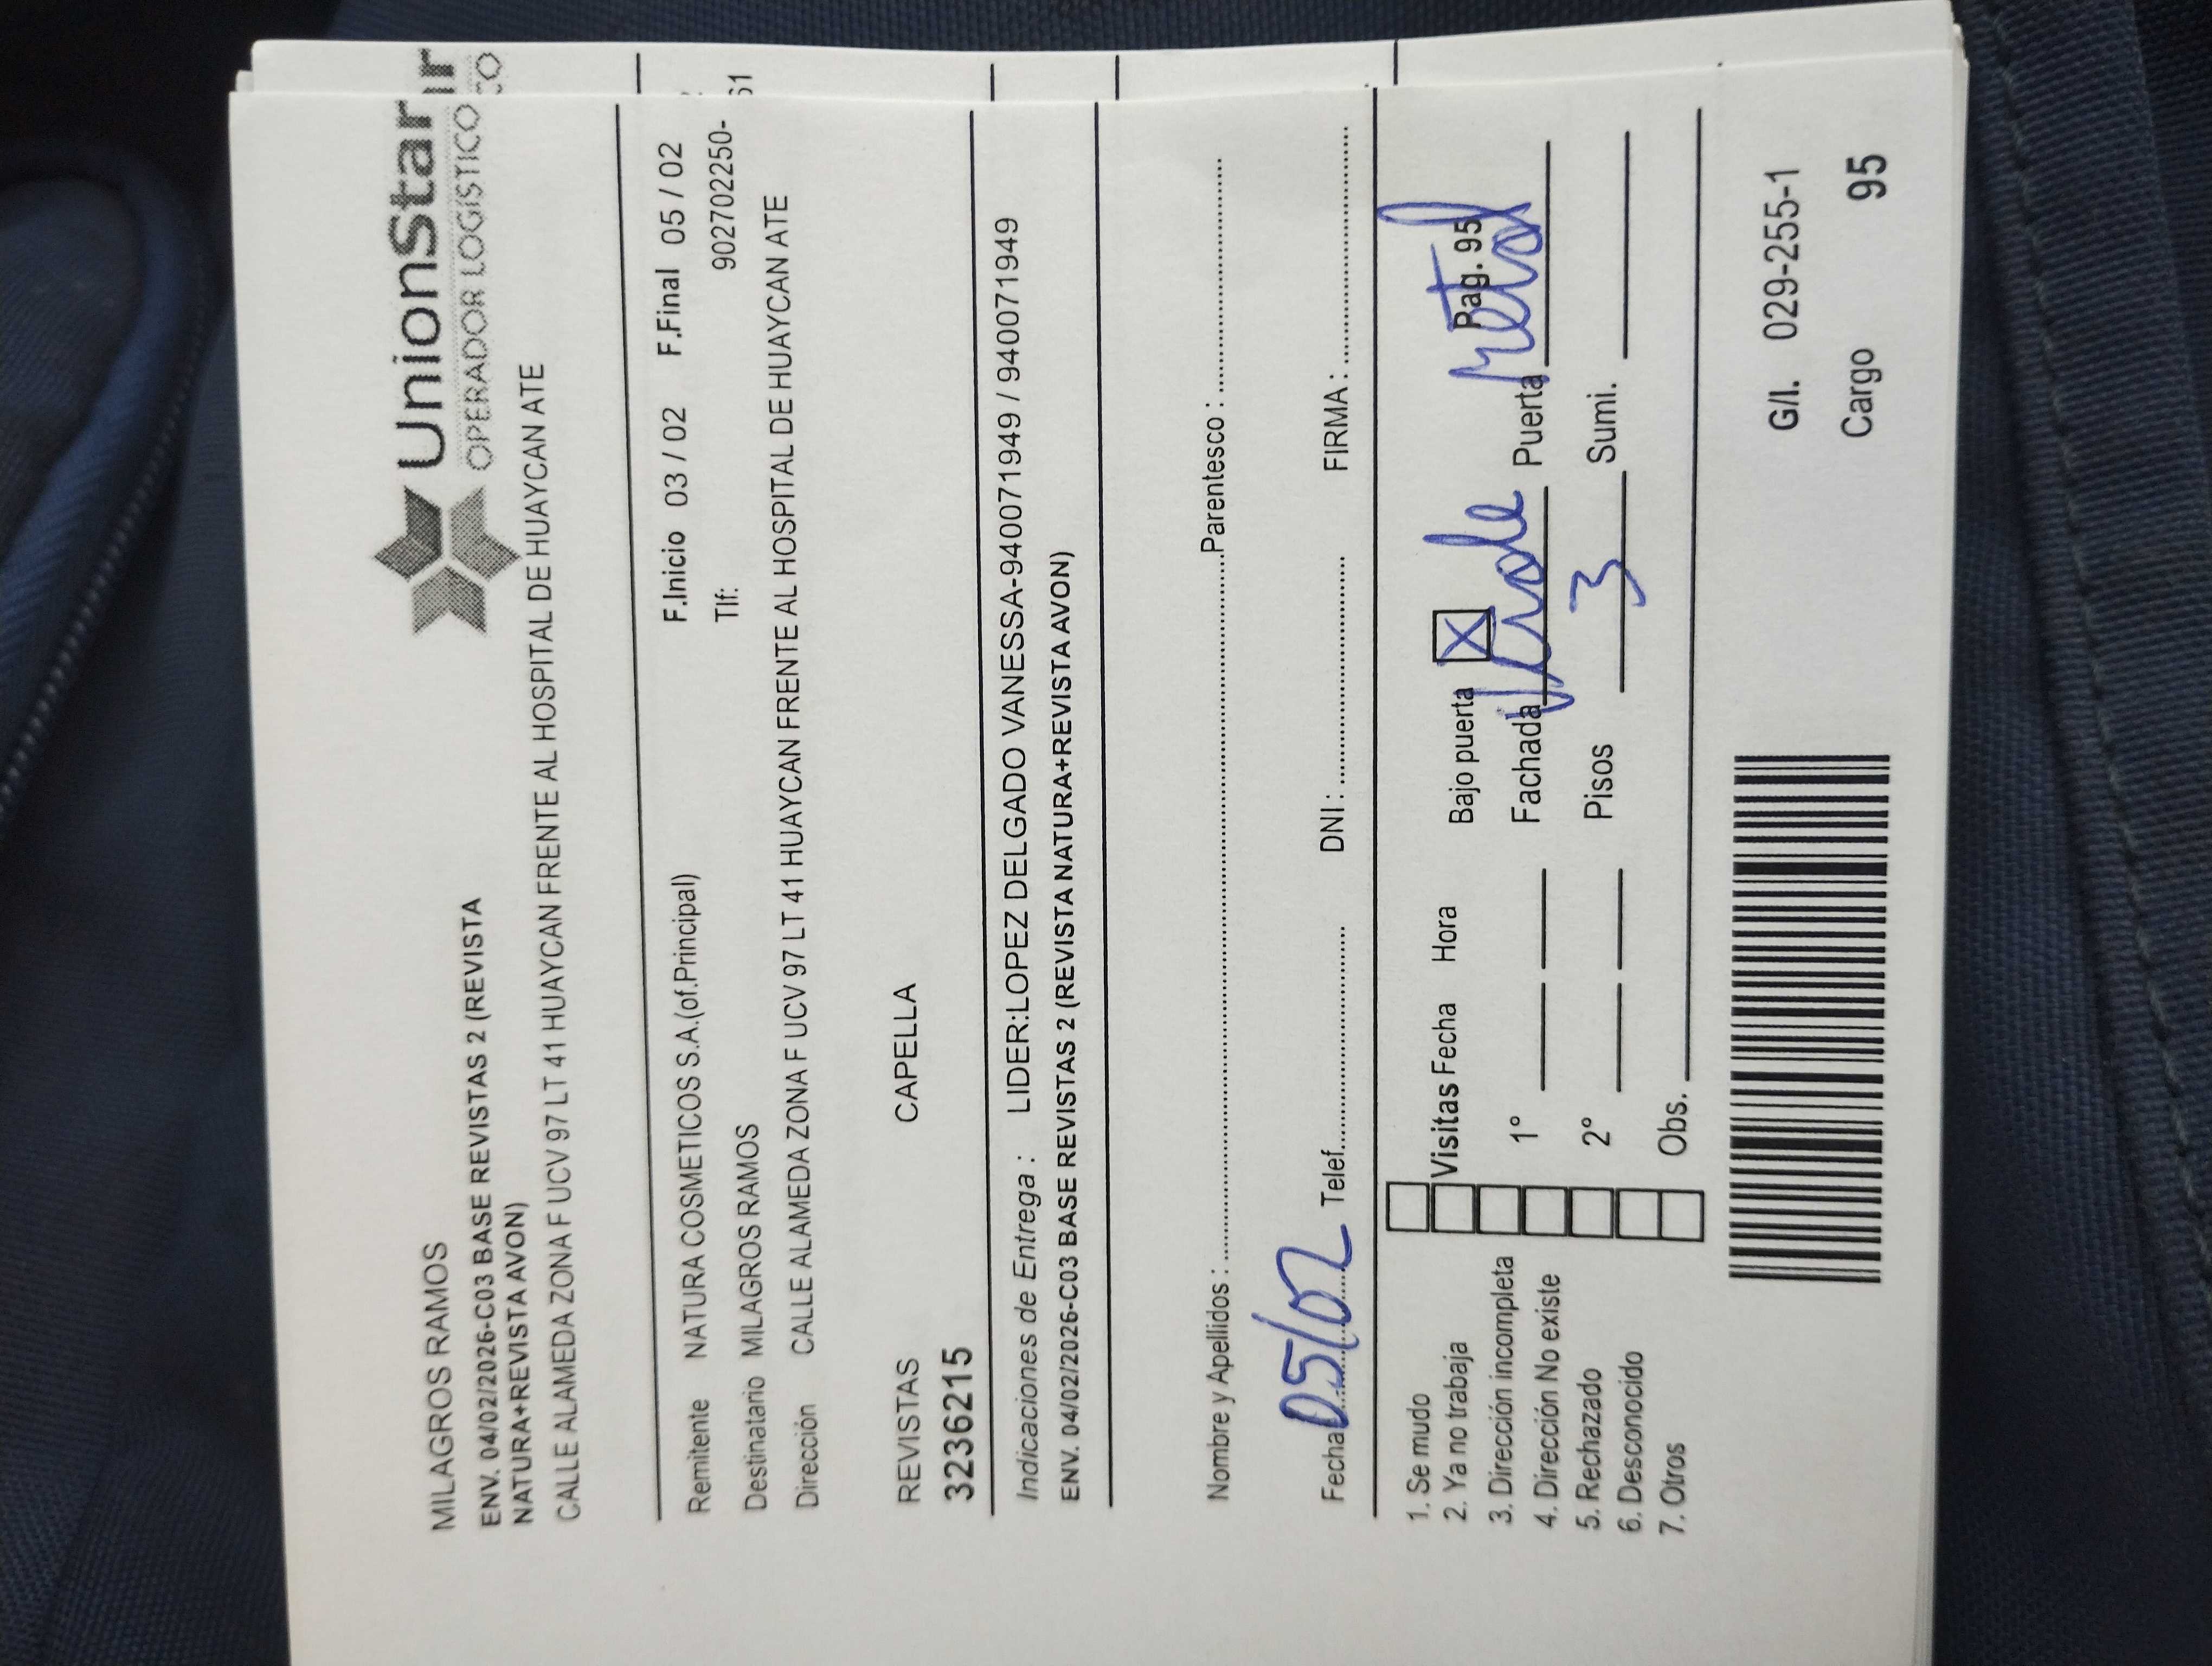 UnionStar
OPERADOR LOGISTICO
MILAGROS RAMOS
ENV. 04/02/2026-C03 BASE REVISTAS 2 (REVISTA
NATURA+REVISTA AVON)
CALLE ALAMEDA ZONA F UCV 97 LT 41 HUAYCAN FRENTE AL HOSPITAL DE HUAYCAN ATE
Remitente NATURA COSMETICOS S.A.(of.Principal) F.Inicio 03 / 02 F.Final 05 / 02
Destinatario MILAGROS RAMOS Tlf: 902702250-
Dirección CALLE ALAMEDA ZONA F UCV 97 LT 41 HUAYCAN FRENTE AL HOSPITAL DE HUAYCAN ATE
REVISTAS CAPELLA
3236215
Indicaciones de Entrega : LIDER:LOPEZ DELGADO VANESSA-940071949 / 940071949
ENV. 04/02/2026-C03 BASE REVISTAS 2 (REVISTA NATURA+REVISTA AVON)
Nombre y Apellidos : Parentesco :
Fecha 05/02 Telef. DNI : FIRMA :
1. Se mudo
2. Ya no trabaja
3. Dirección incompleta
4. Dirección No existe
5. Rechazado
6. Desconocido
7. Otros
Visitas Fecha Hora Bajo puerta X Pag. 95
1° Fachada Puerta Metal
2° Pisos 3 Sumi.
Obs.
G/I. 029-255-1
Cargo 95
61